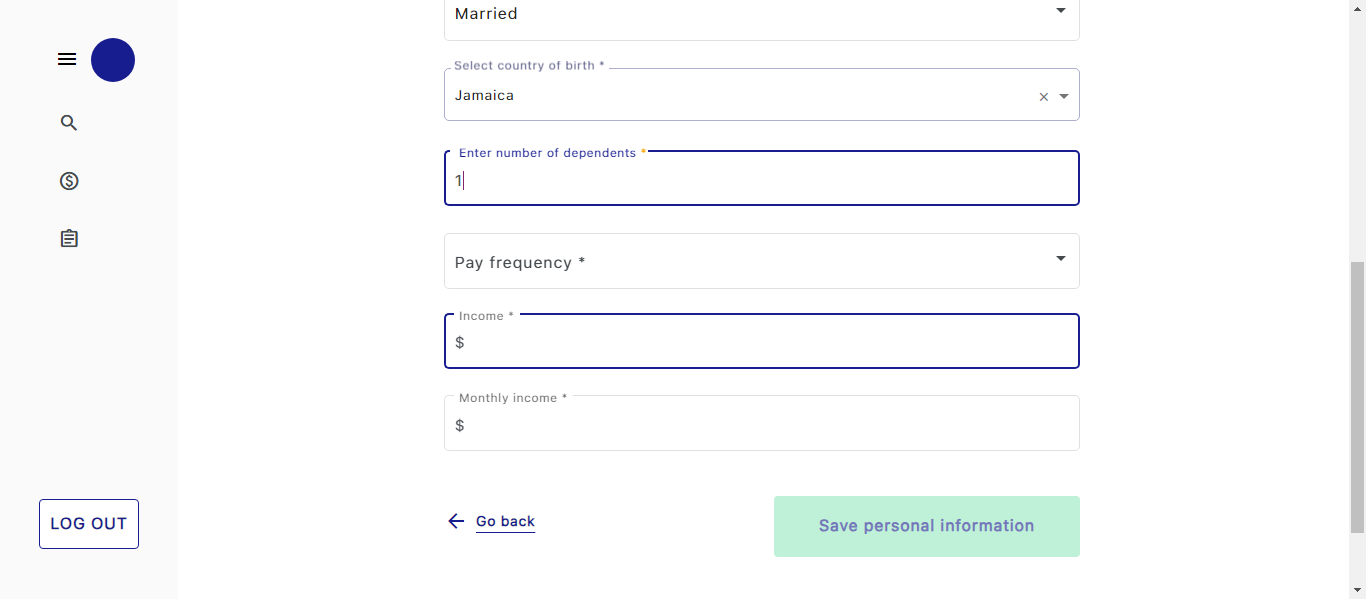 Married
Select country of birth *
Jamaica
Enter number of dependents *
1
Pay frequency *
Income *
$
Monthly income *
$
LOG OUT
Go back
Save personal information